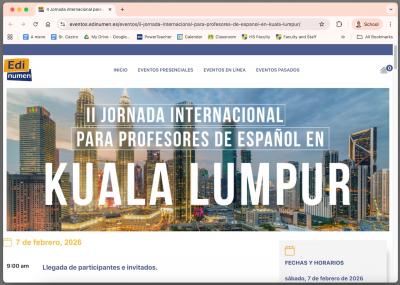 II Jornada internacional para
eventos.edinumen.es/eventos/ii-jornada-internacional-para-profesores-de-espanol-en-kuala-lumpur/
School
A mano
Sr. Castro
My Drive - Google...
PowerTeacher
Calendar
Classroom
HS Faculty
Faculty and Staff
All Bookmarks
Edi
numen
INICIO
EVENTOS PRESENCIALES
EVENTOS EN LÍNEA
EVENTOS PASADOS
0
II JORNADA INTERNACIONAL
PARA PROFESORES DE ESPAÑOL EN
KUALA LUMPUR
7 de febrero, 2026
9:00 am
Llegada de participantes e invitados.
FECHAS Y HORARIOS
sábado, 7 de febrero de 2026